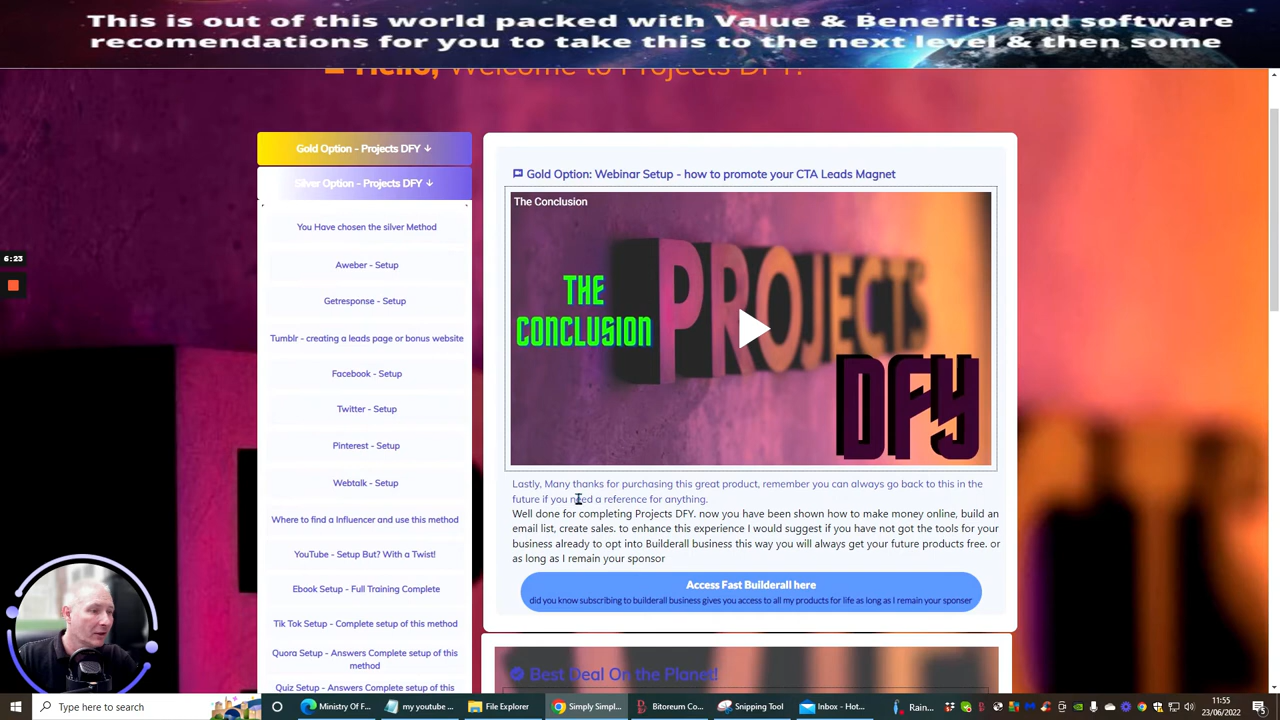 This is out of this world packed with Value & Benefits and software
recomendations for you to take this to the next level & then some
Hello, Welcome to Projects DFY!
Gold Option - Projects DFY ↓
Silver Option - Projects DFY ↓
You Have chosen the silver Method
Aweber - Setup
Getresponse - Setup
Tumblr - creating a leads page or bonus website
Facebook - Setup
Twitter - Setup
Pinterest - Setup
Webtalk - Setup
Where to find a Influencer and use this method
YouTube - Setup But? With a Twist!
Ebook Setup - Full Training Complete
Tik Tok Setup - Complete setup of this method
Quora Setup - Answers Complete setup of this
method
Quiz Setup - Answers Complete setup of this
6:23
Gold Option: Webinar Setup - how to promote your CTA Leads Magnet
The Conclusion
THE
CONCLUSION
PROJECTS
DFY
Lastly, Many thanks for purchasing this great product, remember you can always go back to this in the
future if you need a reference for anything.
Well done for completing Projects DFY. now you have been shown how to make money online, build an
email list, create sales. to enhance this experience I would suggest if you have not got the tools for your
business already to opt into Builderall business this way you will always get your future products free. or
as long as I remain your sponsor
Access Fast Builderall here
did you know subscribing to builderall business gives you access to all my products for life as long as I remain your sponser
Best Deal On the Planet!
Type here to search
Ministry Of F...
my youtube ...
File Explorer
Simply Simpl...
Bitoreum Co...
Snipping Tool
Inbox - Hot...
Rain...
11:55
23/06/2022